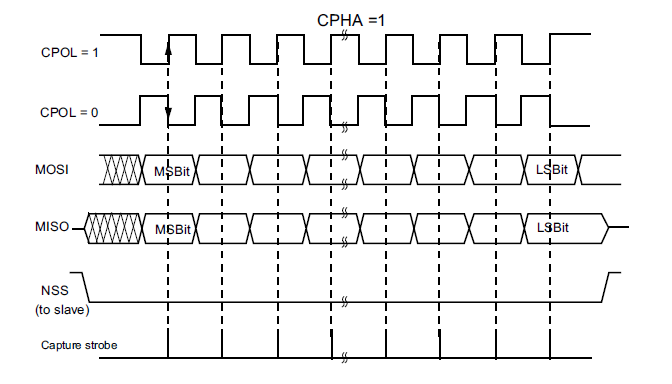 CPHA =1
CPOL = 1
CPOL = 0
MOSI
MSBit
LSBit
MISO
MSBit
LSBit
NSS
(to slave)
Capture strobe